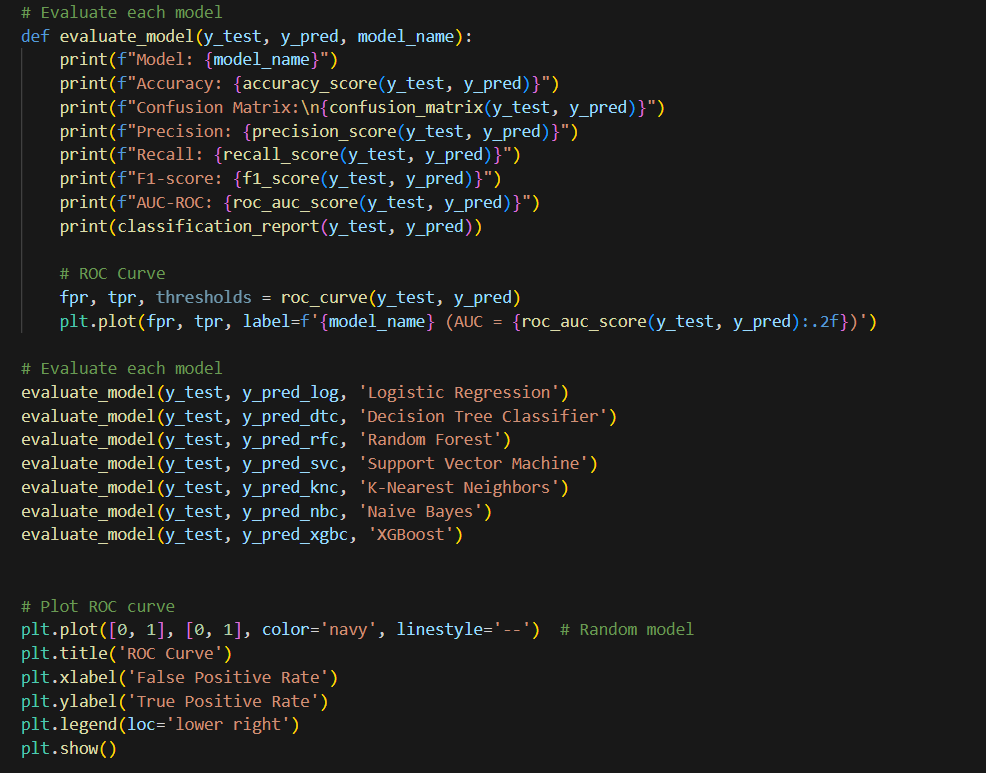 # Evaluate each model
def evaluate_model(y_test, y_pred, model_name):
    print(f"Model: {model_name}")
    print(f"Accuracy: {accuracy_score(y_test, y_pred)}")
    print(f"Confusion Matrix:\n{confusion_matrix(y_test, y_pred)}")
    print(f"Precision: {precision_score(y_test, y_pred)}")
    print(f"Recall: {recall_score(y_test, y_pred)}")
    print(f"F1-score: {f1_score(y_test, y_pred)}")
    print(f"AUC-ROC: {roc_auc_score(y_test, y_pred)}")
    print(classification_report(y_test, y_pred))

    # ROC Curve
    fpr, tpr, thresholds = roc_curve(y_test, y_pred)
    plt.plot(fpr, tpr, label=f'{model_name} (AUC = {roc_auc_score(y_test, y_pred):.2f})')

# Evaluate each model
evaluate_model(y_test, y_pred_log, 'Logistic Regression')
evaluate_model(y_test, y_pred_dtc, 'Decision Tree Classifier')
evaluate_model(y_test, y_pred_rfc, 'Random Forest')
evaluate_model(y_test, y_pred_svc, 'Support Vector Machine')
evaluate_model(y_test, y_pred_knc, 'K-Nearest Neighbors')
evaluate_model(y_test, y_pred_nbc, 'Naive Bayes')
evaluate_model(y_test, y_pred_xgbc, 'XGBoost')


# Plot ROC curve
plt.plot([0, 1], [0, 1], color='navy', linestyle='--')  # Random model
plt.title('ROC Curve')
plt.xlabel('False Positive Rate')
plt.ylabel('True Positive Rate')
plt.legend(loc='lower right')
plt.show()